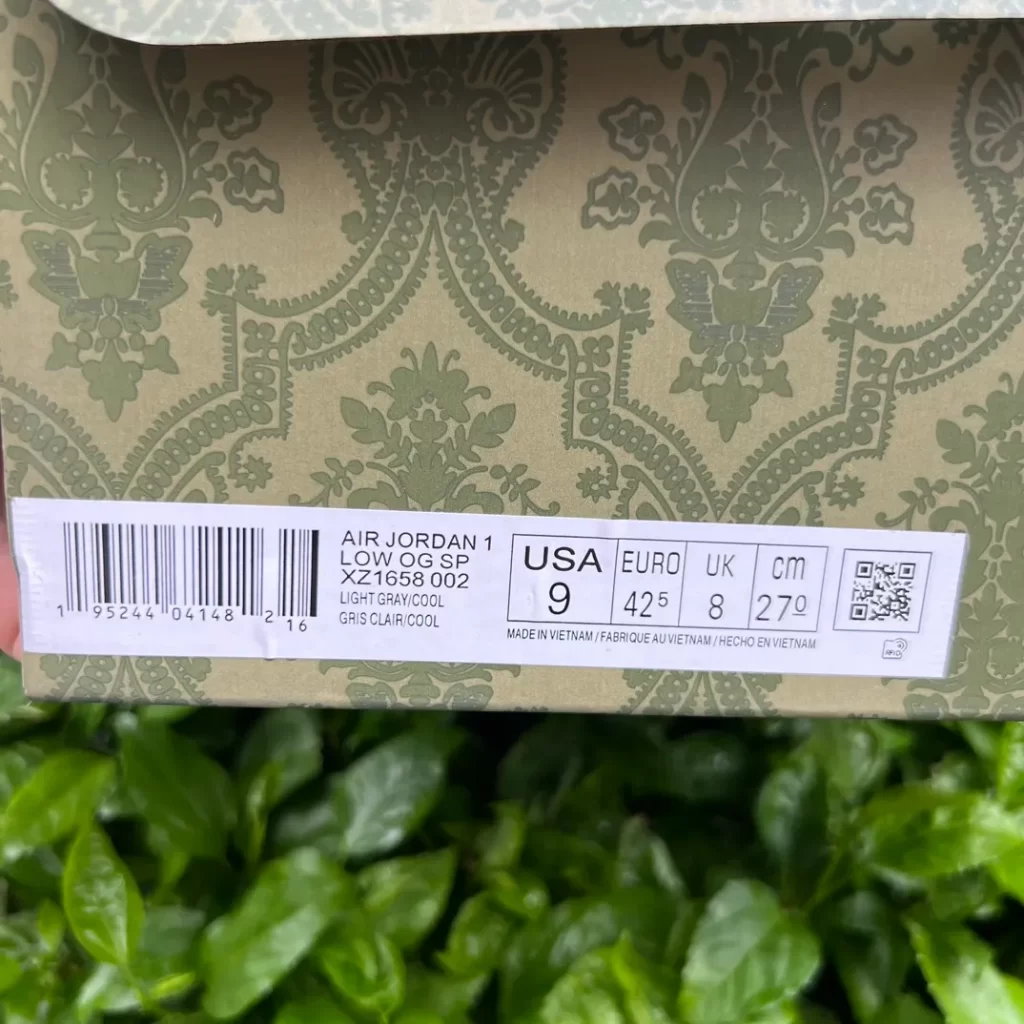 1 95244 04148 2 16
AIR JORDAN 1
LOW OG SP
XZ1658 002
LIGHT GRAY/COOL
GRIS CLAIR/COOL
USA EURO UK cm
9 42⁵ 8 27⁰
MADE IN VIETNAM / FABRIQUE AU VIETNAM / HECHO EN VIETNAM
RFID